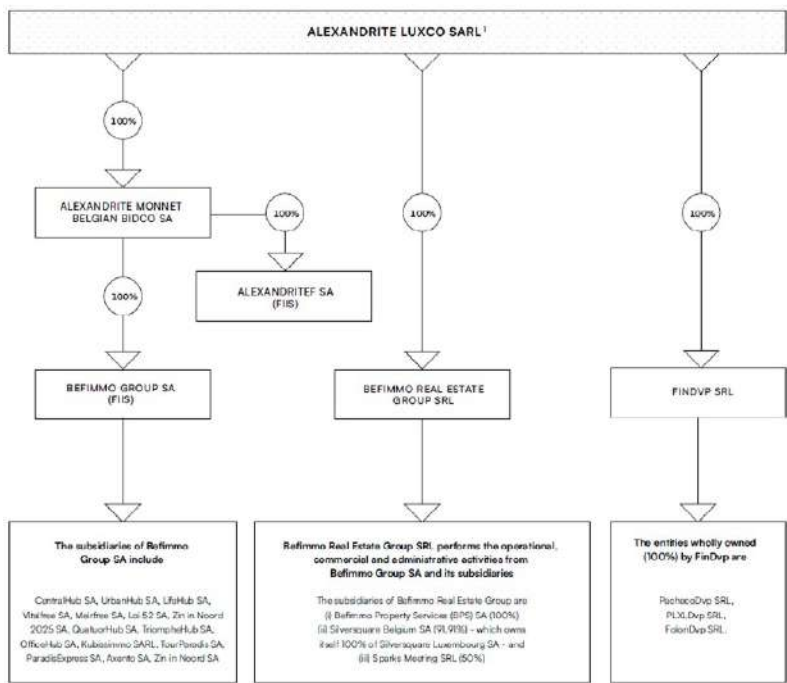 ALEXANDRITE LUXCO SARL¹
100%
100%
100%
ALEXANDRITE MONNET
BELGIAN BIDCO SA
100%
ALEXANDRITEF SA
(FIIS)
100%
BEFIMMO GROUP SA
(FIIS)
BEFIMMO REAL ESTATE
GROUP SRL
FINDVP SRL
The subsidiaries of Befimmo
Group SA include
CentralHub SA, UrbanHub SA, LifeHub SA,
Vitalfree SA, Meirfree SA, Loi 52 SA, Zin in Noord
2025 SA, QuatuorHub SA, TriompheHub SA,
OfficeHub SA, Kubissimmo SARL, TourParadis SA,
ParadisExpress SA, Axento SA, Zin in Noord SA
Befimmo Real Estate Group SRL performs the operational,
commercial and administrative activities from
Befimmo Group SA and its subsidiaries
The subsidiaries of Befimmo Real Estate Group are
(i) Befimmo Property Services (BPS) SA (100%)
(ii) Silversquare Belgium SA (91.91%) - which owns
itself 100% of Silversquare Luxembourg SA - and
(iii) Sparks Meeting SRL (50%)
The entities wholly owned
(100%) by FinDvp are
PachecoDvp SRL,
PLXLDvp SRL,
FolonDvp SRL.